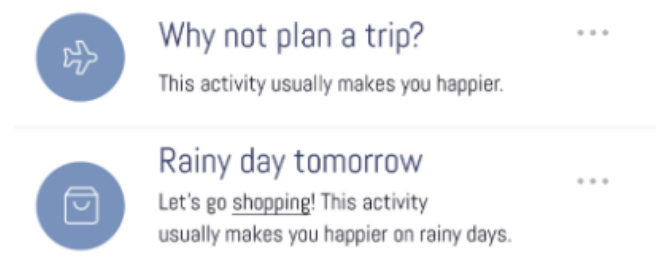 Why not plan a trip?
This activity usually makes you happier.
Rainy day tomorrow
Let's go shopping! This activity
usually makes you happier on rainy days.